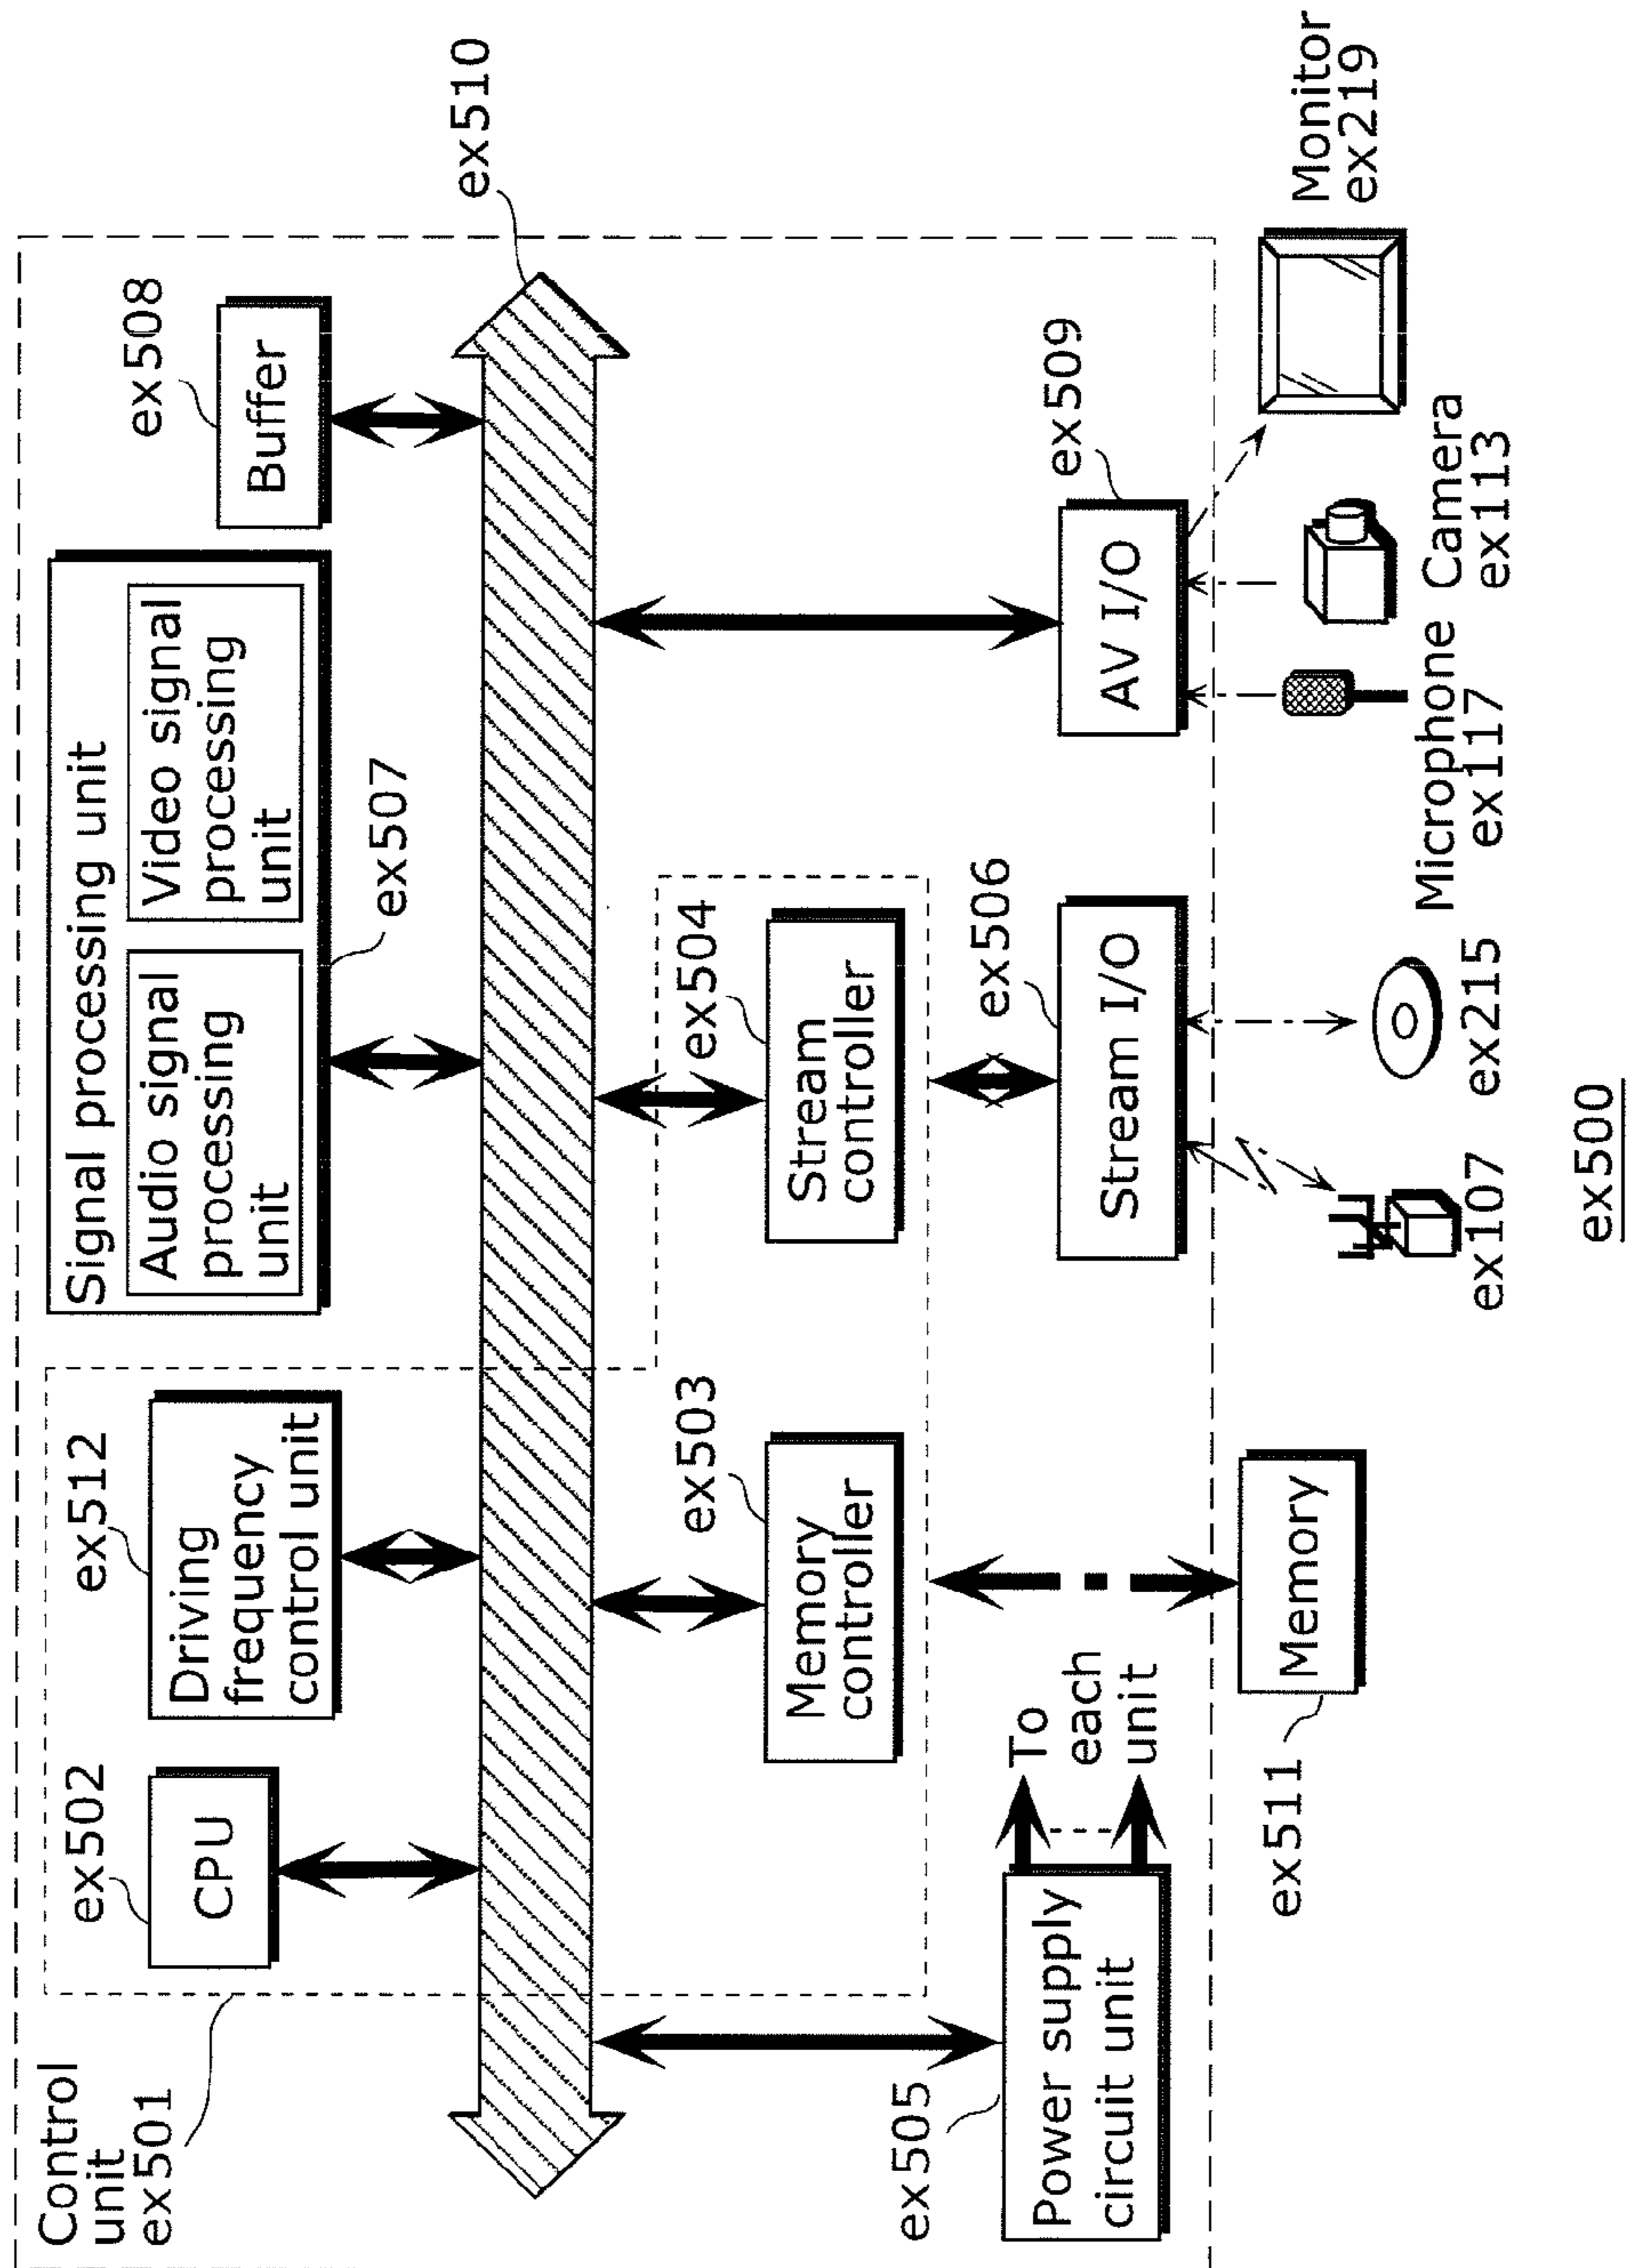 Control
unit
ex501
ex502
CPU
ex512
Driving
frequency
control unit
Signal processing unit
Audio signal
processing
unit
Video signal
processing
unit
ex507
ex508
Buffer
ex510
ex503
Memory
controller
ex504
Stream
controller
ex505
Power supply
circuit unit
To
each
unit
ex506
Stream I/O
ex509
AV I/O
ex511
Memory
ex107
ex215
Microphone
ex117
Camera
ex113
Monitor
ex219
ex500